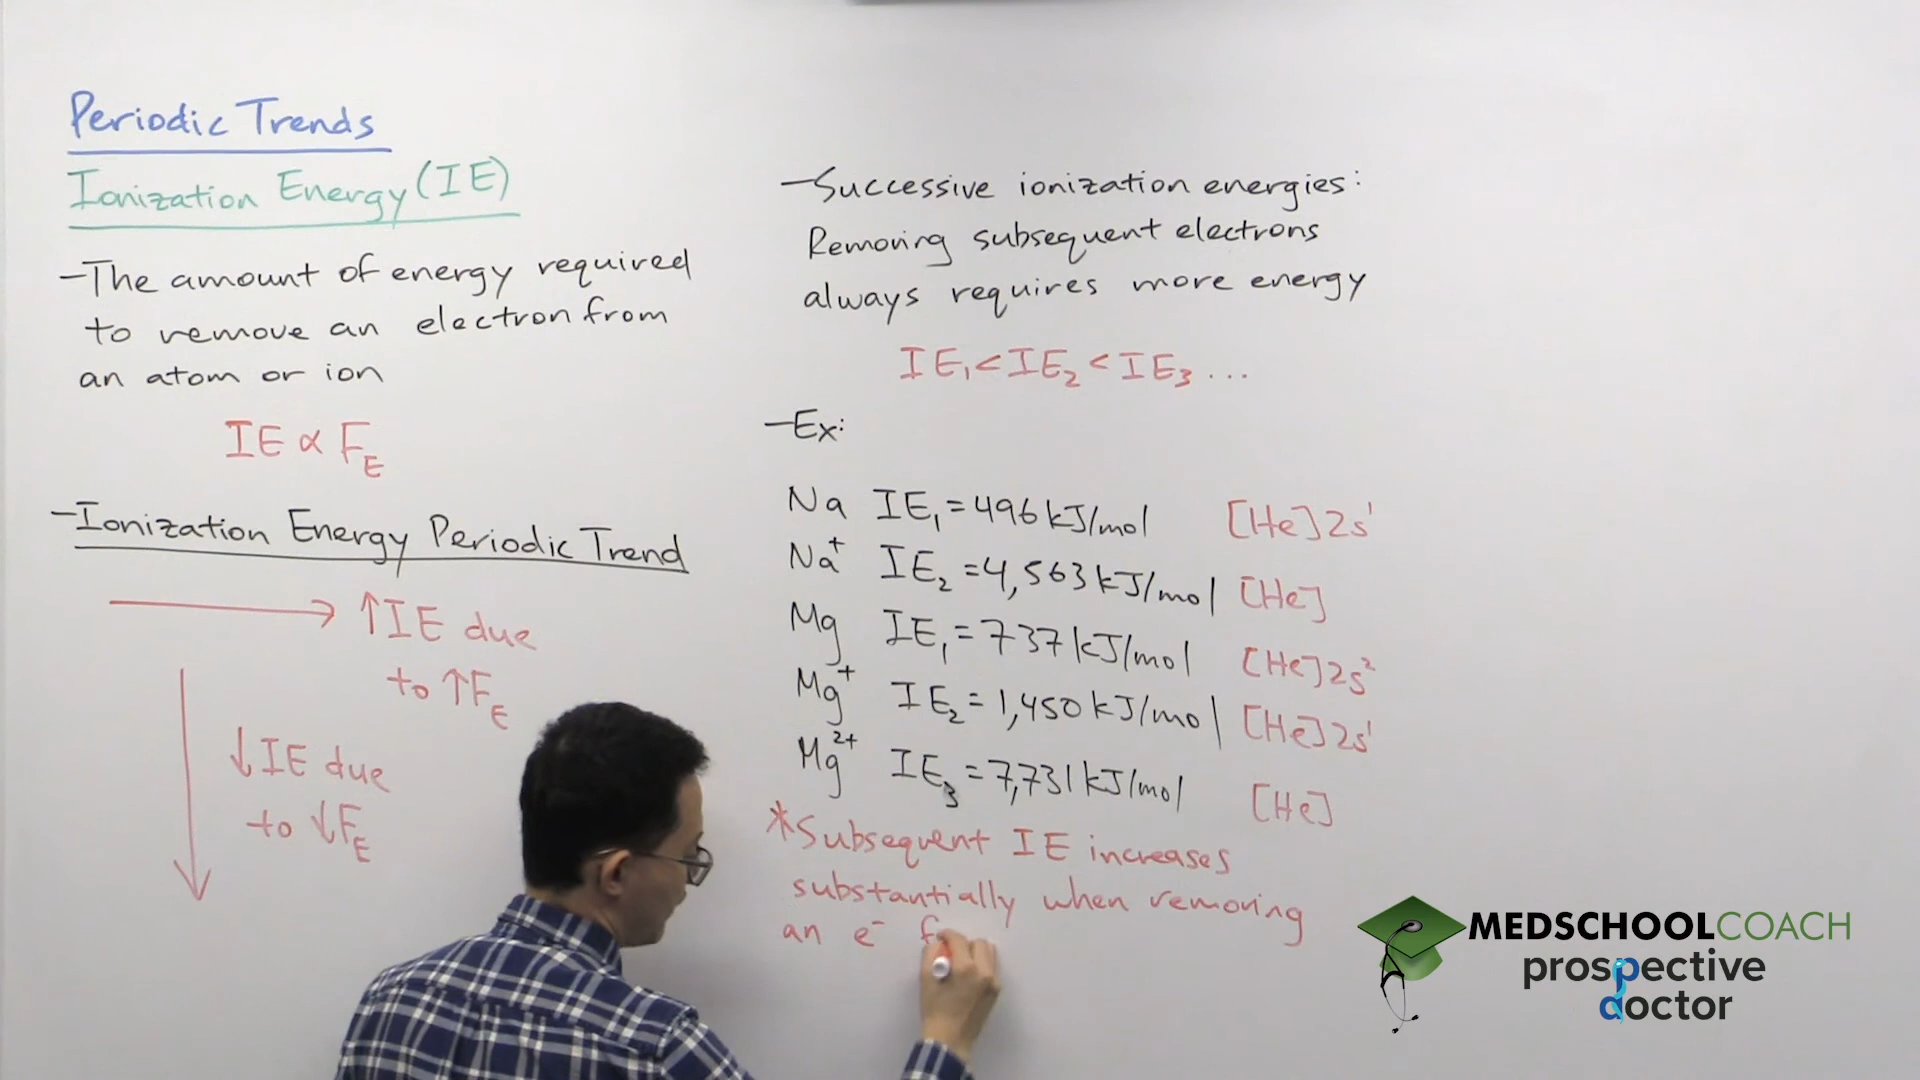 Periodic Trends
Ionization Energy (IE)
-The amount of energy required
to remove an electron from
an atom or ion
IE ∝ F_E
-Ionization Energy Periodic Trend
→ ↑IE due
to ↑F_E
↓IE due
to ↓F_E
-Successive ionization energies:
Removing subsequent electrons
always requires more energy
IE₁<IE₂<IE₃...
-Ex:
Na IE₁=496 kJ/mol [He]2s¹
Na⁺ IE₂=4,563 kJ/mol [He]
Mg IE₁=737 kJ/mol [He]2s²
Mg⁺ IE₂=1,450 kJ/mol [He]2s¹
Mg²⁺ IE₃=7,731 kJ/mol [He]
*Subsequent IE increases
substantially when removing
an e⁻
MEDSCHOOLCOACH
prospective
doctor